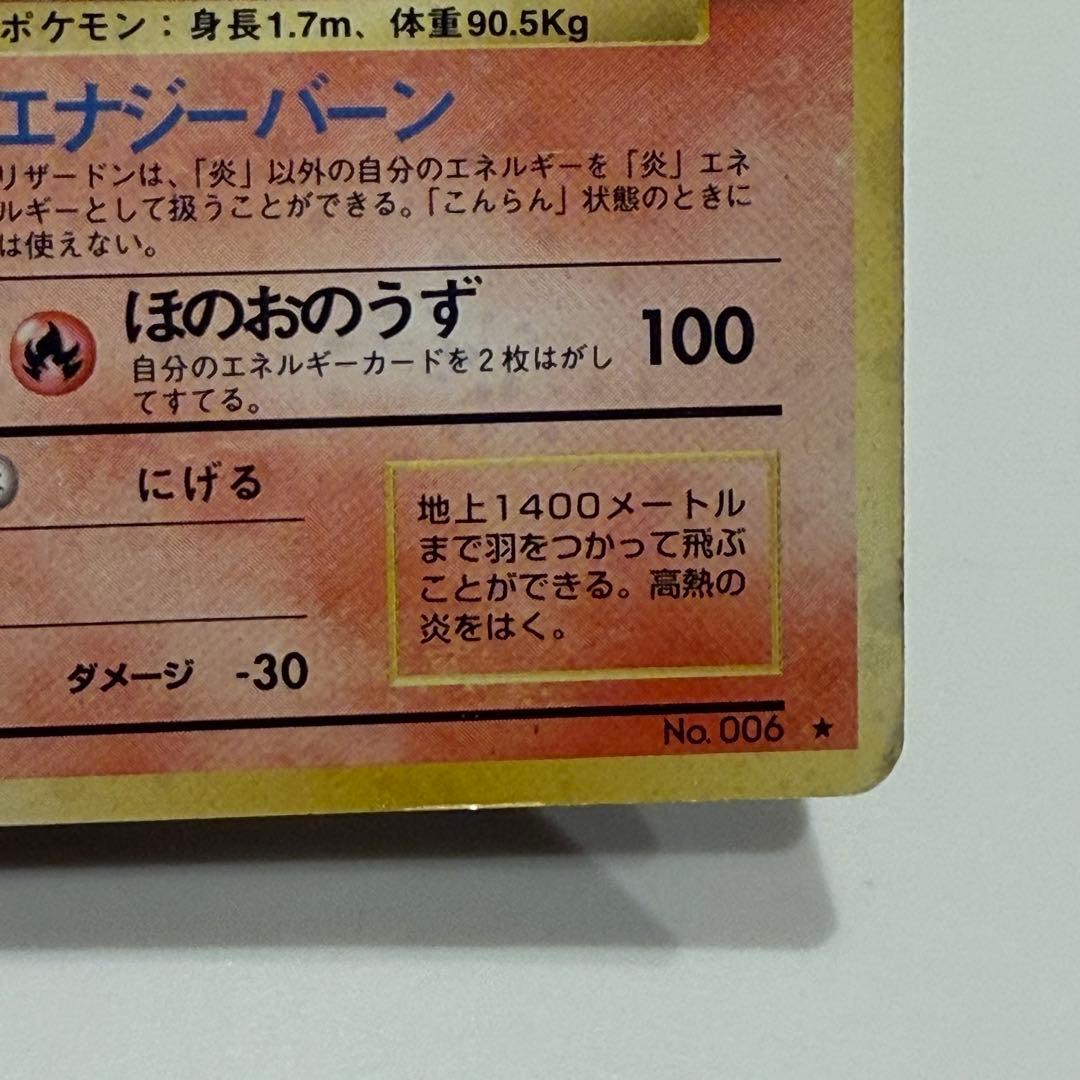 ポケモン：身長1.7m、体重90.5Kg
エナジーバーン
リザードンは、「炎」以外の自分のエネルギーを「炎」エネ
ルギーとして扱うことができる。「こんらん」状態のときに
は使えない。
ほのおのうず 100
自分のエネルギーカードを2枚はがし
てすてる。
にげる
地上1400メートル
まで羽をつかって飛ぶ
ことができる。高熱の
炎をはく。
ダメージ -30
No. 006 ★